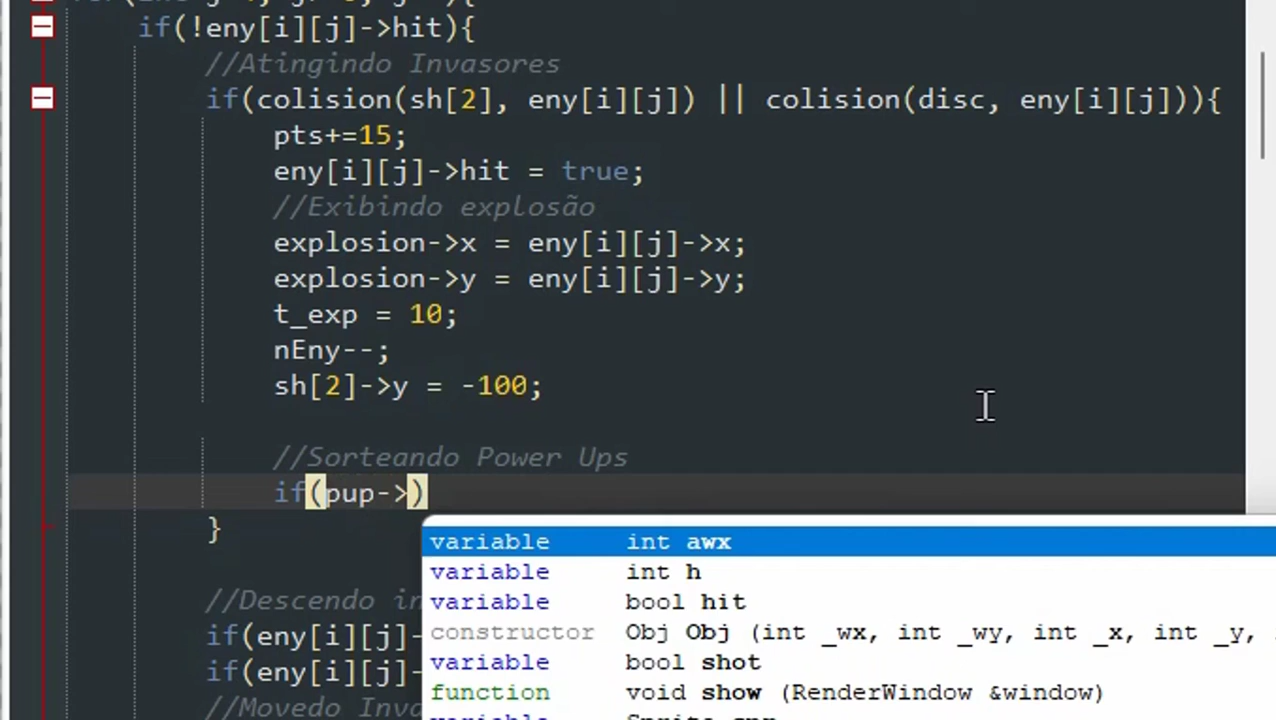 if(!eny[i][j]->hit){
//Atingindo Invasores
if(colision(sh[2], eny[i][j]) || colision(disc, eny[i][j])){
pts+=15;
eny[i][j]->hit = true;
//Exibindo explosão
explosion->x = eny[i][j]->x;
explosion->y = eny[i][j]->y;
t_exp = 10;
nEny--;
sh[2]->y = -100;
//Sorteando Power Ups
if(pup->)
}
variable int awx
variable int h
variable bool hit
constructor Obj Obj (int _wx, int _wy, int _x, int _y,
variable bool shot
function void show (RenderWindow &window)
//Descendo in
if(eny[i][j]-
if(eny[i][j]-
//Movedo Inva